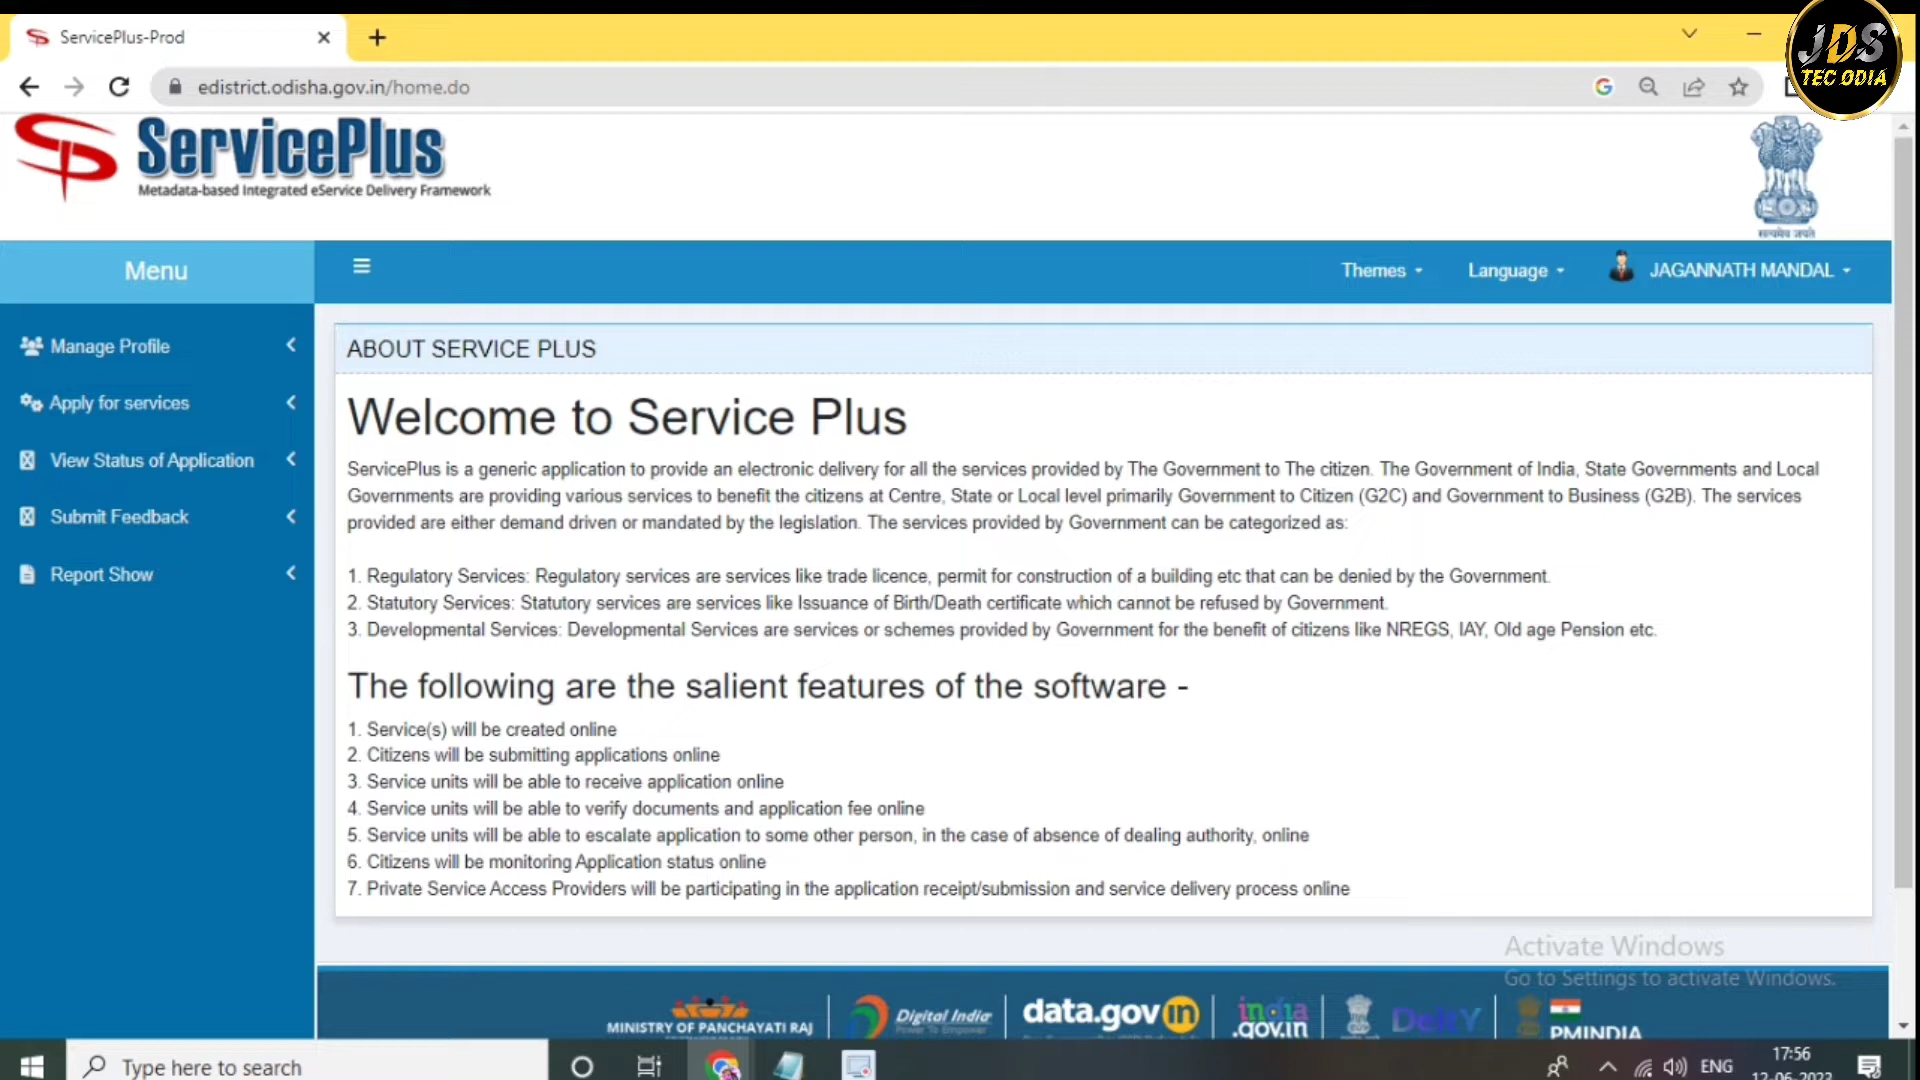 ServicePlus-Prod
JDS
TEC ODIA
edistrict.odisha.gov.in/home.do
ServicePlus
Metadata-based Integrated eService Delivery Framework
सत्यमेव जयते
Menu
Themes
Language
JAGANNATH MANDAL
Manage Profile
Apply for services
View Status of Application
Submit Feedback
Report Show
ABOUT SERVICE PLUS
Welcome to Service Plus
ServicePlus is a generic application to provide an electronic delivery for all the services provided by The Government to The citizen. The Government of India, State Governments and Local
Governments are providing various services to benefit the citizens at Centre, State or Local level primarily Government to Citizen (G2C) and Government to Business (G2B). The services
provided are either demand driven or mandated by the legislation. The services provided by Government can be categorized as:
1. Regulatory Services: Regulatory services are services like trade licence, permit for construction of a building etc that can be denied by the Government.
2. Statutory Services: Statutory services are services like Issuance of Birth/Death certificate which cannot be refused by Government.
3. Developmental Services: Developmental Services are services or schemes provided by Government for the benefit of citizens like NREGS, IAY, Old age Pension etc.
The following are the salient features of the software -
1. Service(s) will be created online
2. Citizens will be submitting applications online
3. Service units will be able to receive application online
4. Service units will be able to verify documents and application fee online
5. Service units will be able to escalate application to some other person, in the case of absence of dealing authority, online
6. Citizens will be monitoring Application status online
7. Private Service Access Providers will be participating in the application receipt/submission and service delivery process online
Activate Windows
Go to Settings to activate Windows.
MINISTRY OF PANCHAYATI RAJ
Digital India
Power To Empower
data.gov in
india
.gov.in
DeitY
PMINDIA
Type here to search
ENG
17:56
12-06-2023